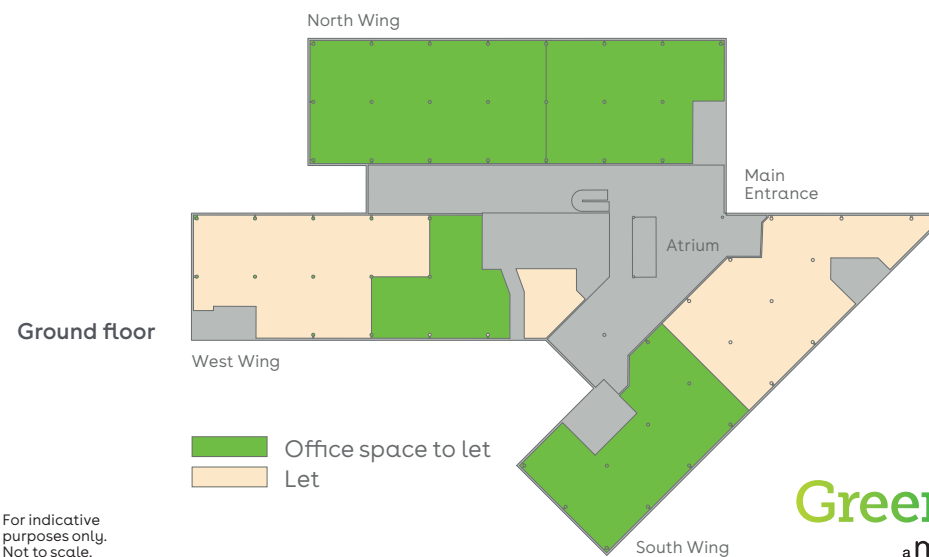 North Wing
Main
Entrance
Atrium
Ground floor
West Wing
Office space to let
Let
For indicative
purposes only.
Not to scale.
South Wing
Green
a